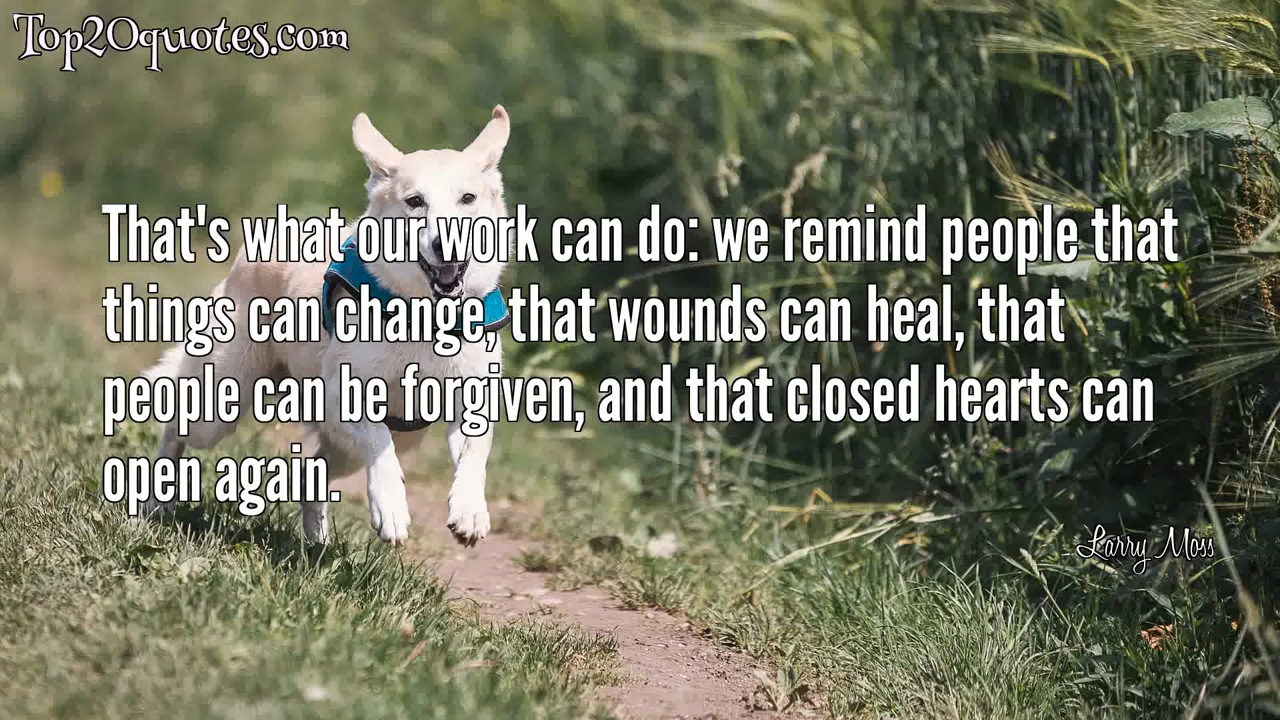 Top20quotes.com
That's what our work can do: we remind people that
things can change, that wounds can heal, that
people can be forgiven, and that closed hearts can
open again.
Larry Moss